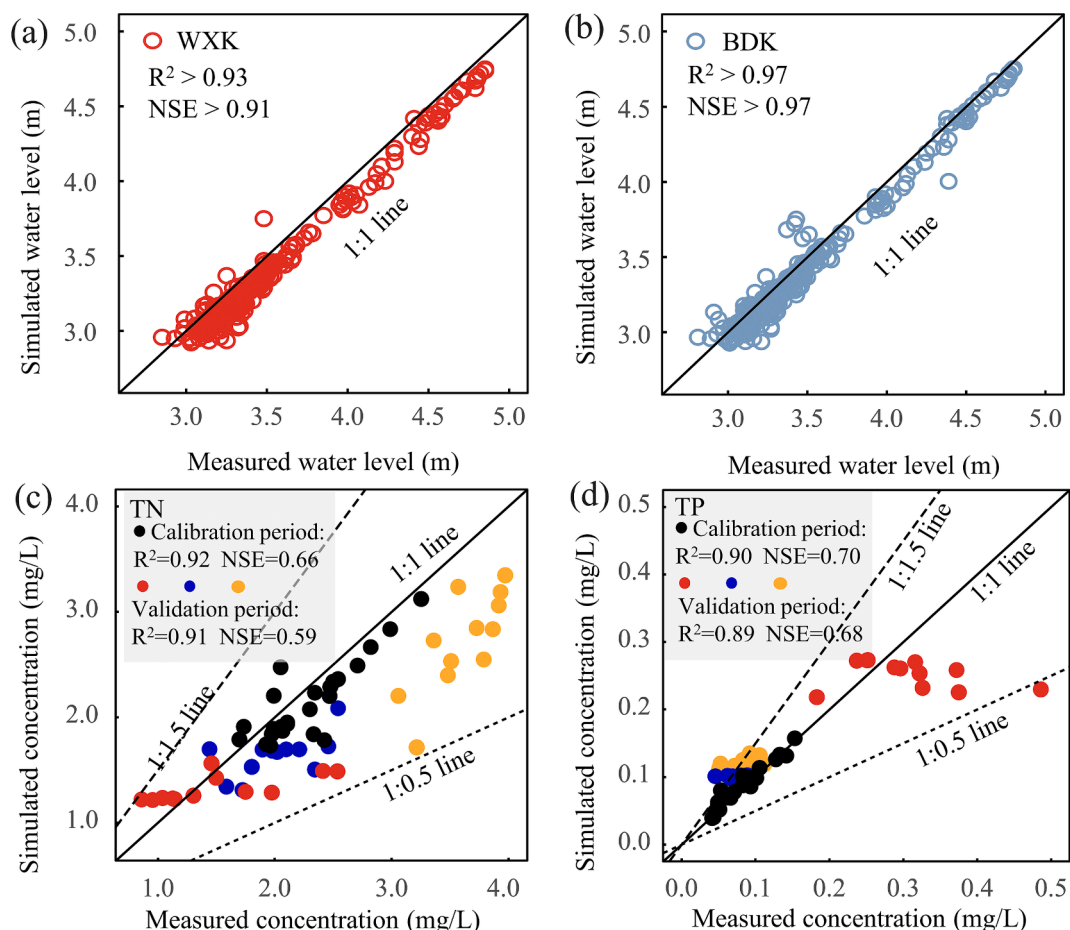 (a)
WXK
R² > 0.93
NSE > 0.91
1:1 line
5.0
4.5
4.0
3.5
3.0
Simulated water level (m)
3.0 3.5 4.0 4.5 5.0
Measured water level (m)
(b)
BDK
R² > 0.97
NSE > 0.97
1:1 line
5.0
4.5
4.0
3.5
3.0
Simulated water level (m)
3.0 3.5 4.0 4.5 5.0
Measured water level (m)
(c)
TN
Calibration period:
R²=0.92 NSE=0.66
Validation period:
R²=0.91 NSE=0.59
1:1.5 line
1:1 line
1:0.5 line
4.0
3.0
2.0
1.0
Simulated concentration (mg/L)
1.0 2.0 3.0 4.0
Measured concentration (mg/L)
(d)
TP
Calibration period:
R²=0.90 NSE=0.70
Validation period:
R²=0.89 NSE=0.68
1:1.5 line
1:1 line
1:0.5 line
0.5
0.4
0.3
0.2
0.1
0.0
Simulated concentration (mg/L)
0.0 0.1 0.2 0.3 0.4 0.5
Measured concentration (mg/L)